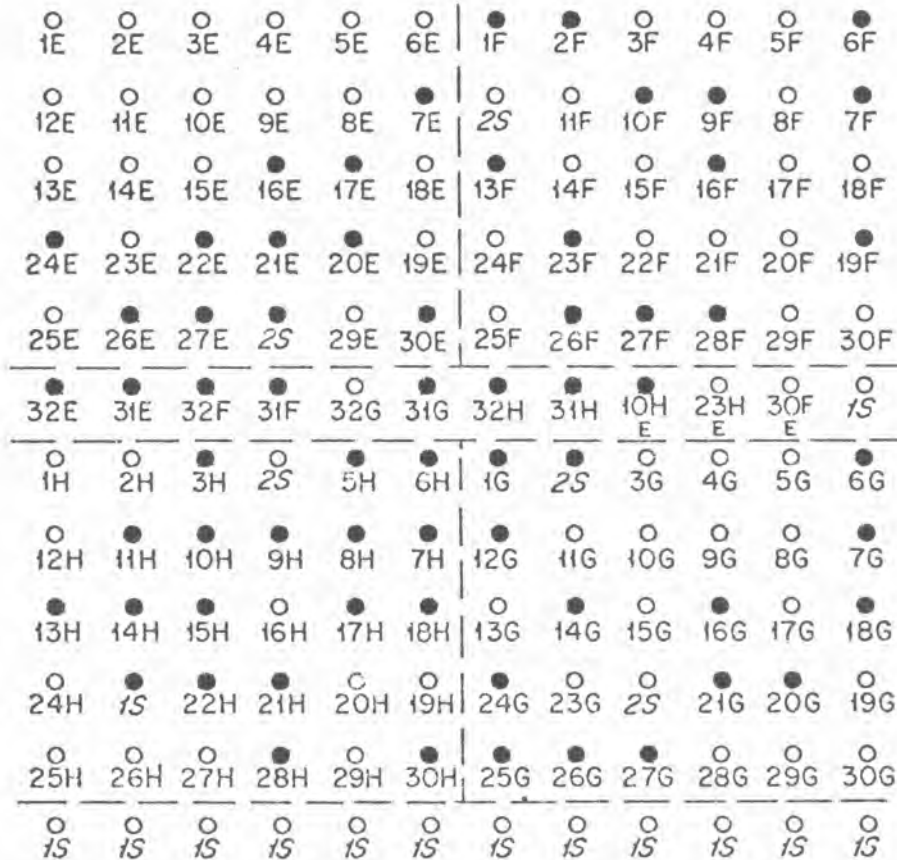 1E 2E 3E 4E 5E 6E 1F 2F 3F 4F 5F 6F
12E 11E 10E 9E 8E 7E 2S 11F 10F 9F 8F 7F
13E 14E 15E 16E 17E 18E 13F 14F 15F 16F 17F 18F
24E 23E 22E 21E 20E 19E 24F 23F 22F 21F 20F 19F
25E 26E 27E 2S 29E 30E 25F 26F 27F 28F 29F 30F
32E 31E 32F 31F 32G 31G 32H 31H 10H 23H 30F 1S
E E E
1H 2H 3H 2S 5H 6H 1G 2S 3G 4G 5G 6G
12H 11H 10H 9H 8H 7H 12G 11G 10G 9G 8G 7G
13H 14H 15H 16H 17H 18H 13G 14G 15G 16G 17G 18G
24H 1S 22H 21H 20H 19H 24G 23G 2S 21G 20G 19G
25H 26H 27H 28H 29H 30H 25G 26G 27G 28G 29G 30G
1S 1S 1S 1S 1S 1S 1S 1S 1S 1S 1S 1S